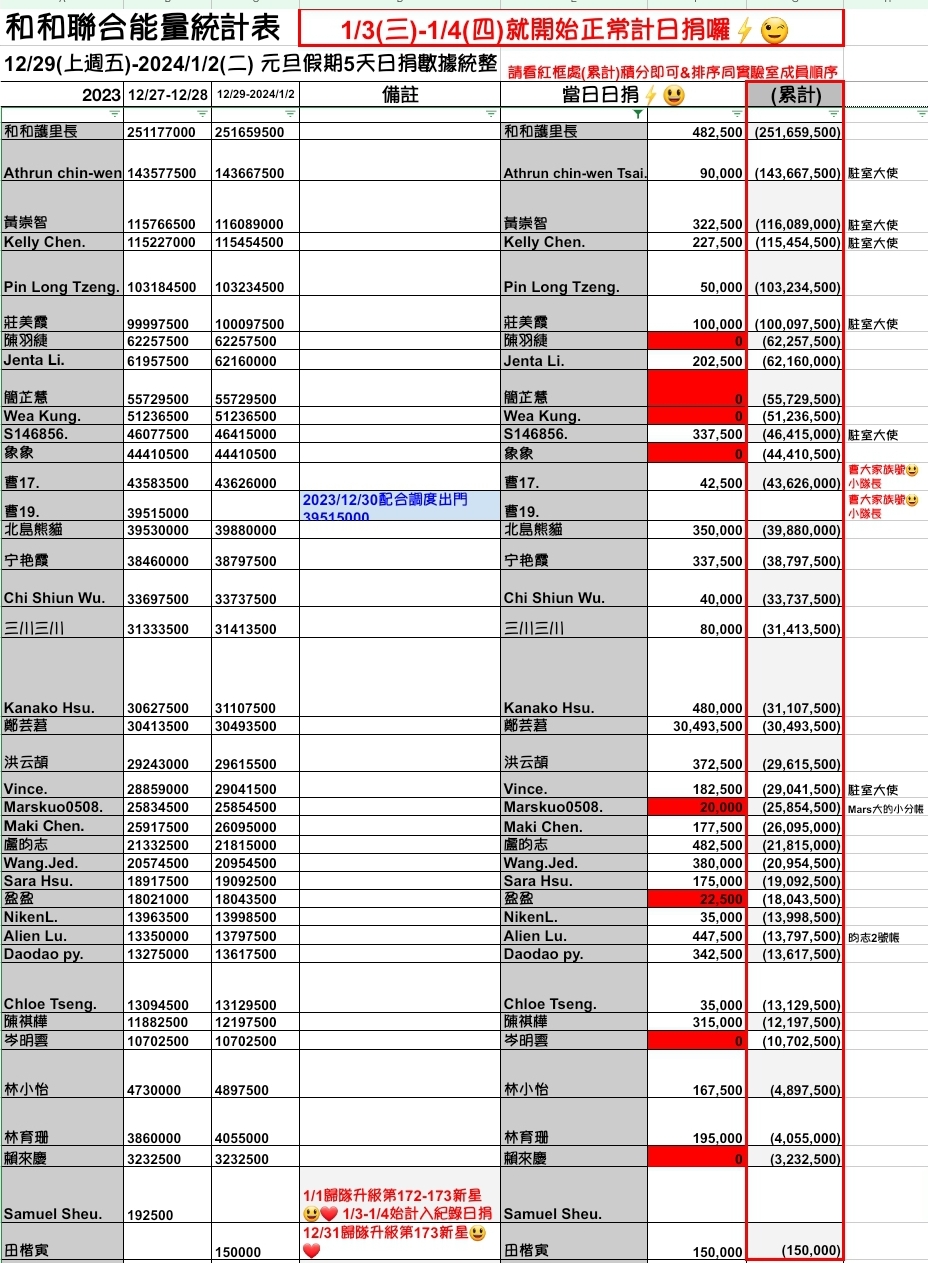 和和聯合能量統計表 1/3(三)-1/4(四)就開始正常計日捐囉⚡😉
12/29(上週五)-2024/1/2(二) 元旦假期5天日捐數據統整 請看紅框處(累計)積分即可&排序同實驗室成員順序
2023 12/27-12/28 12/29-2024/1/2 備註 當日日捐⚡😃 (累計)
和和護里長 251177000 251659500 和和護里長 482,500 (251,659,500)
Athrun chin-wen 143577500 143667500 Athrun chin-wen Tsai. 90,000 (143,667,500) 駐室大使
黃崇智 115766500 116089000 黃崇智 322,500 (116,089,000) 駐室大使
Kelly Chen. 115227000 115454500 Kelly Chen. 227,500 (115,454,500) 駐室大使
Pin Long Tzeng. 103184500 103234500 Pin Long Tzeng. 50,000 (103,234,500)
莊美霞 99997500 100097500 莊美霞 100,000 (100,097,500) 駐室大使
陳羽緁 62257500 62257500 陳羽緁 0 (62,257,500)
Jenta Li. 61957500 62160000 Jenta Li. 202,500 (62,160,000)
簡芷慧 55729500 55729500 簡芷慧 0 (55,729,500)
Wea Kung. 51236500 51236500 Wea Kung. 0 (51,236,500)
S146856. 46077500 46415000 S146856. 337,500 (46,415,000) 駐室大使
象象 44410500 44410500 象象 0 (44,410,500)
曹17. 43583500 43626000 曹17. 42,500 (43,626,000) 曹大家族號😃
小隊長
曹19. 39515000 2023/12/30配合調度出門 曹19. 曹大家族號😃
39515000 小隊長
北島熊貓 39530000 39880000 北島熊貓 350,000 (39,880,000)
宁艳霞 38460000 38797500 宁艳霞 337,500 (38,797,500)
Chi Shiun Wu. 33697500 33737500 Chi Shiun Wu. 40,000 (33,737,500)
三川三川 31333500 31413500 三川三川 80,000 (31,413,500)
Kanako Hsu. 30627500 31107500 Kanako Hsu. 480,000 (31,107,500)
鄭芸苕 30413500 30493500 鄭芸苕 30,493,500 (30,493,500)
洪云頡 29243000 29615500 洪云頡 372,500 (29,615,500)
Vince. 28859000 29041500 Vince. 182,500 (29,041,500) 駐室大使
Marskuo0508. 25834500 25854500 Marskuo0508. 20,000 (25,854,500) Mars大的小分帳
Maki Chen. 25917500 26095000 Maki Chen. 177,500 (26,095,000)
盧昀志 21332500 21815000 盧昀志 482,500 (21,815,000)
Wang.Jed. 20574500 20954500 Wang.Jed. 380,000 (20,954,500)
Sara Hsu. 18917500 19092500 Sara Hsu. 175,000 (19,092,500)
盈盈 18021000 18043500 盈盈 22,500 (18,043,500)
NikenL. 13963500 13998500 NikenL. 35,000 (13,998,500)
Alien Lu. 13350000 13797500 Alien Lu. 447,500 (13,797,500) 昀志2號帳
Daodao py. 13275000 13617500 Daodao py. 342,500 (13,617,500)
Chloe Tseng. 13094500 13129500 Chloe Tseng. 35,000 (13,129,500)
陳祺樺 11882500 12197500 陳祺樺 315,000 (12,197,500)
岑明雲 10702500 10702500 岑明雲 0 (10,702,500)
林小怡 4730000 4897500 林小怡 167,500 (4,897,500)
林育珊 3860000 4055000 林育珊 195,000 (4,055,000)
賴來慶 3232500 3232500 賴來慶 0 (3,232,500)
1/1歸隊升級第172-173新星
Samuel Sheu. 192500 😃❤️ 1/3-1/4始計入紀錄日捐 Samuel Sheu.
12/31歸隊升級第173新星😃
田楷寅 150000 ❤️ 田楷寅 150,000 (150,000)